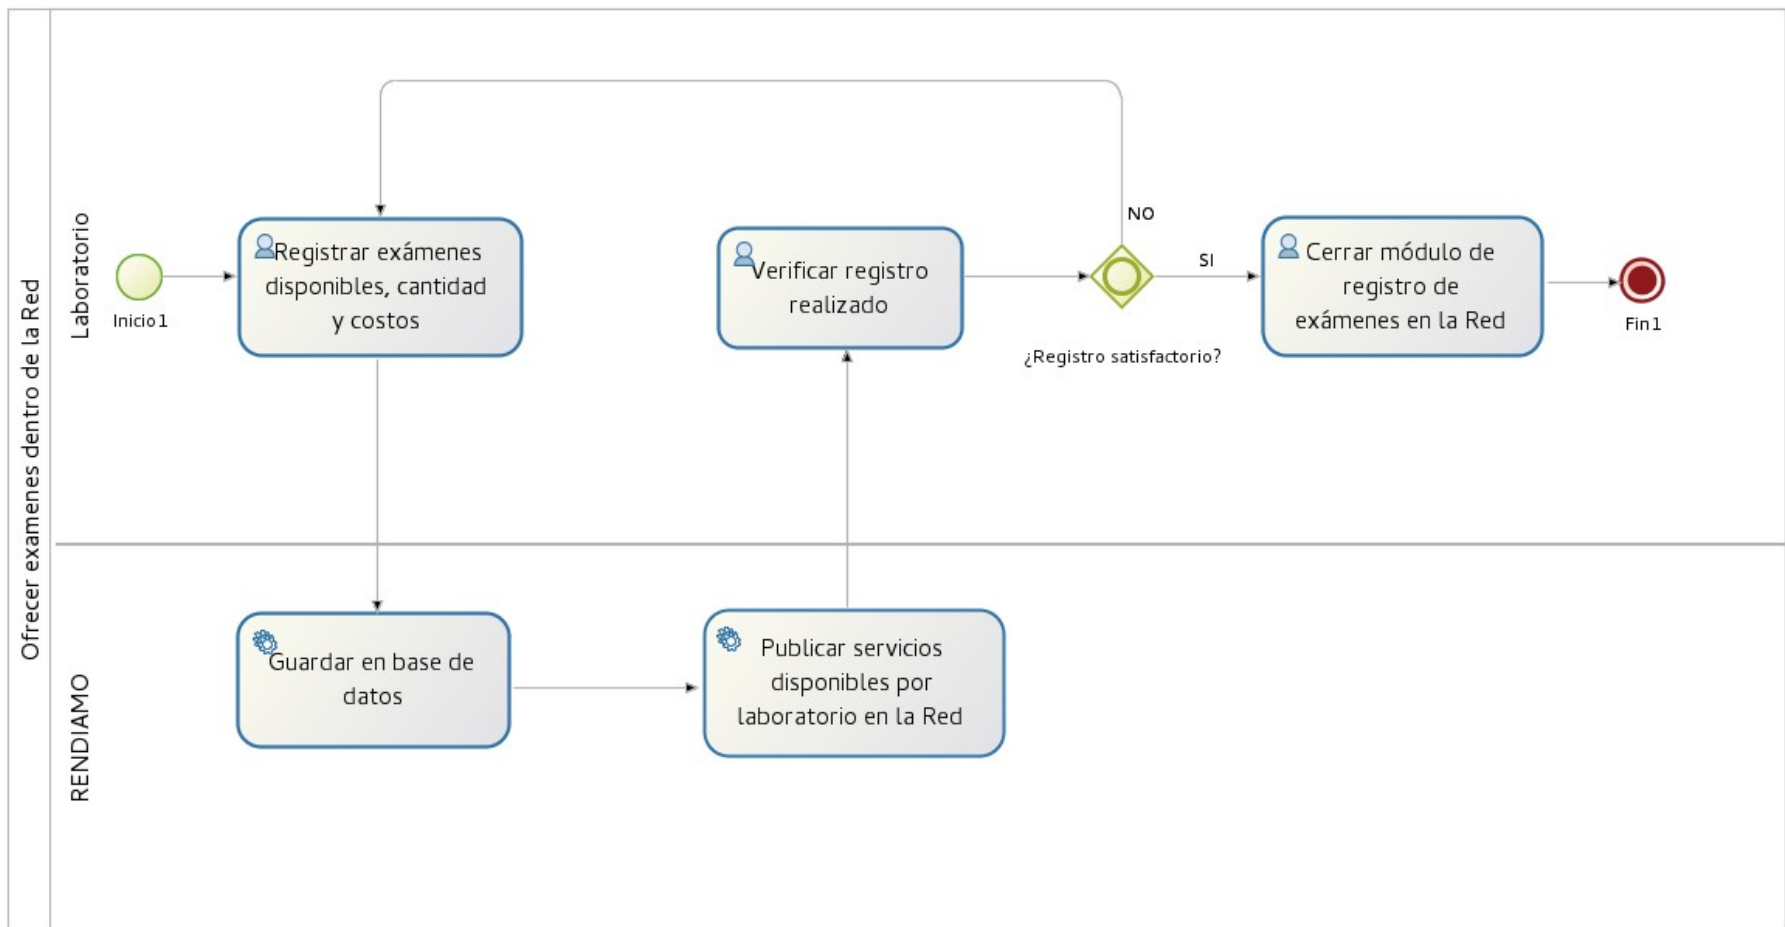 Ofrecer examenes dentro de la Red
Laboratorio
Inicio1
Registrar exámenes
disponibles, cantidad
y costos
Verificar registro
realizado
NO
SI
¿Registro satisfactorio?
Cerrar módulo de
registro de
exámenes en la Red
Fin1
RENDIAMO
Guardar en base de
datos
Publicar servicios
disponibles por
laboratorio en la Red